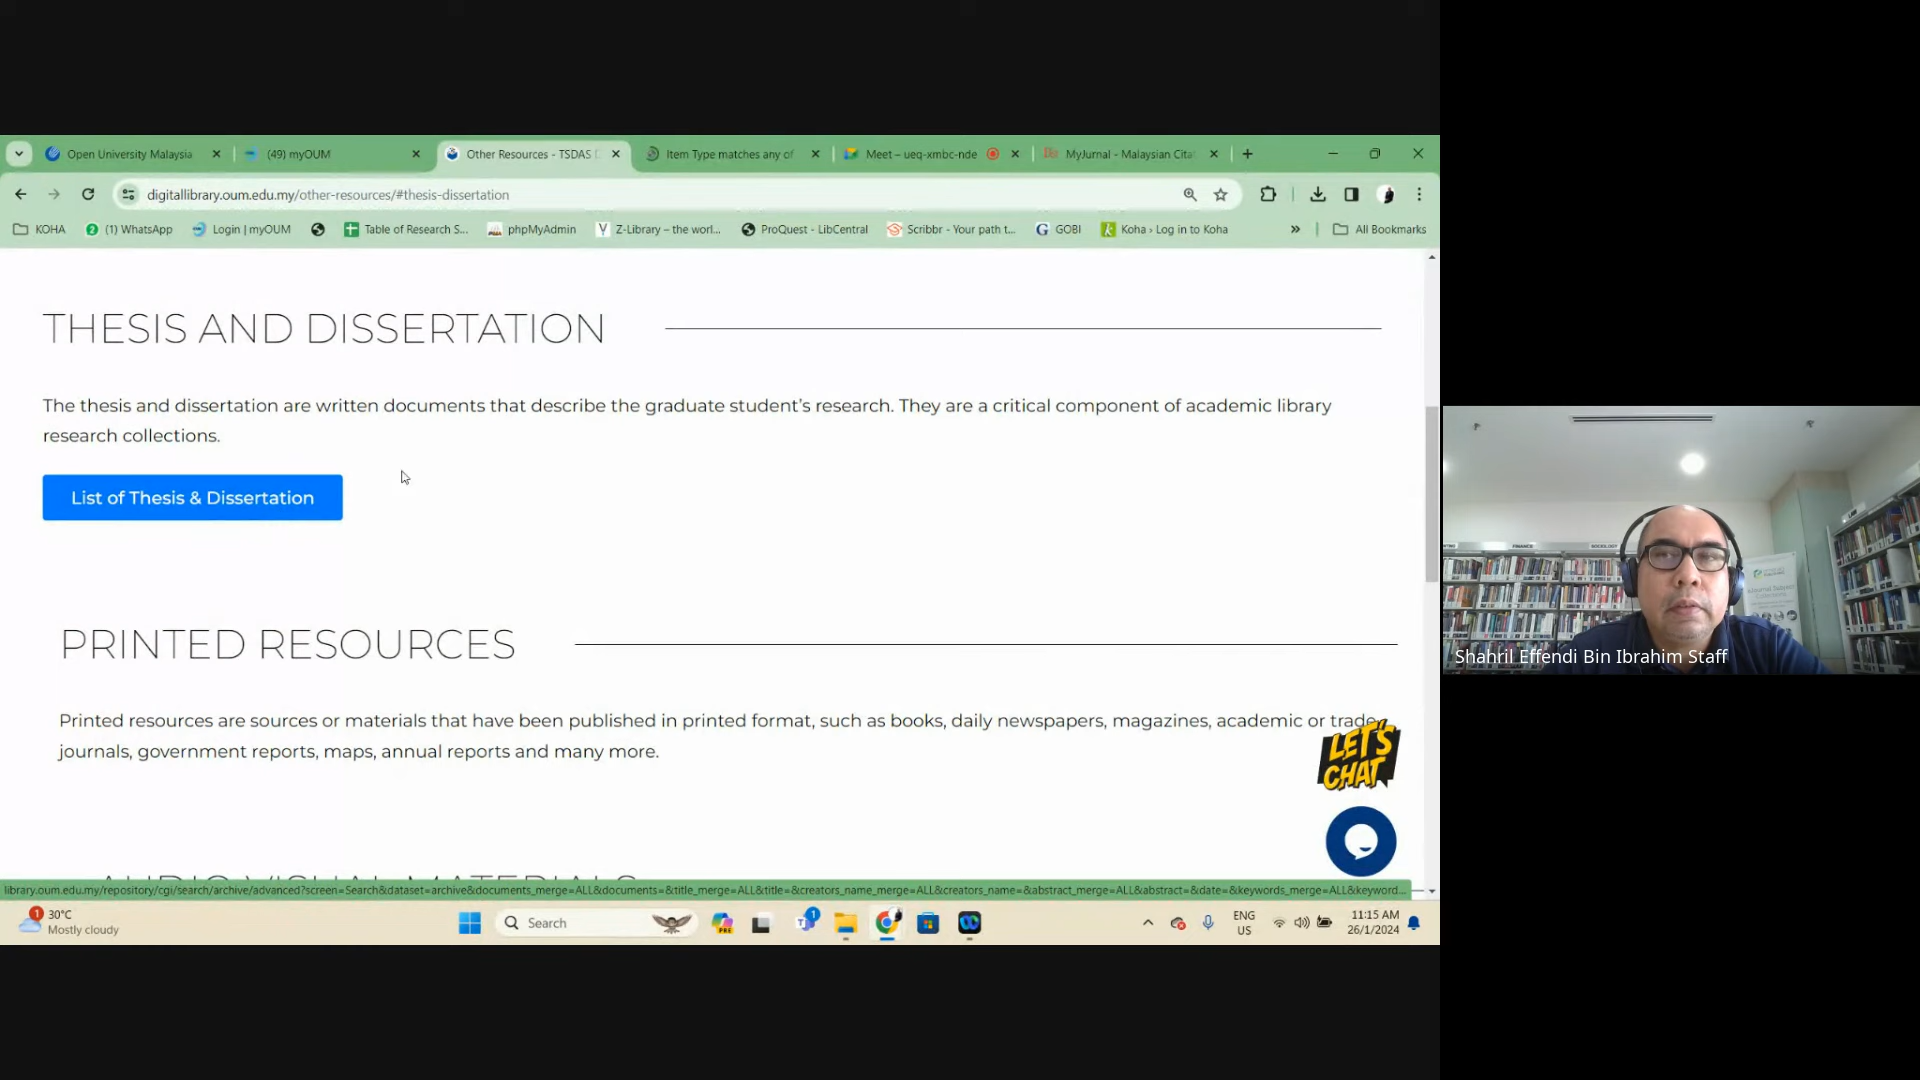 Open University Malaysia
(49) myOUM
Other Resources - TSDAS
Item Type matches any of
Meet – ueq-xmbc-nde
MyJurnal - Malaysian Cita
digitallibrary.oum.edu.my/other-resources/#thesis-dissertation
KOHA
(1) WhatsApp
Login | myOUM
Table of Research S...
phpMyAdmin
Z-Library – the worl...
ProQuest - LibCentral
Scribbr - Your path t...
GOBI
Koha › Log in to Koha
All Bookmarks
THESIS AND DISSERTATION
The thesis and dissertation are written documents that describe the graduate student’s research. They are a critical component of academic library
research collections.
List of Thesis & Dissertation
PRINTED RESOURCES
Printed resources are sources or materials that have been published in printed format, such as books, daily newspapers, magazines, academic or trade
journals, government reports, maps, annual reports and many more.
LET'S
CHAT
AUDIO VISUAL MATERIALS
library.oum.edu.my/repository/cgi/search/archive/advanced?screen=Search&dataset=archive&documents_merge=ALL&documents=&title_merge=ALL&title=&creators_name_merge=ALL&creators_name=&abstract_merge=ALL&abstract=&date=&keywords_merge=ALL&keyword...
30°C
Mostly cloudy
Search
ENG
US
11:15 AM
26/1/2024
FINANCE
SOCIOLOGY
LAW
Shahril Effendi Bin Ibrahim Staff